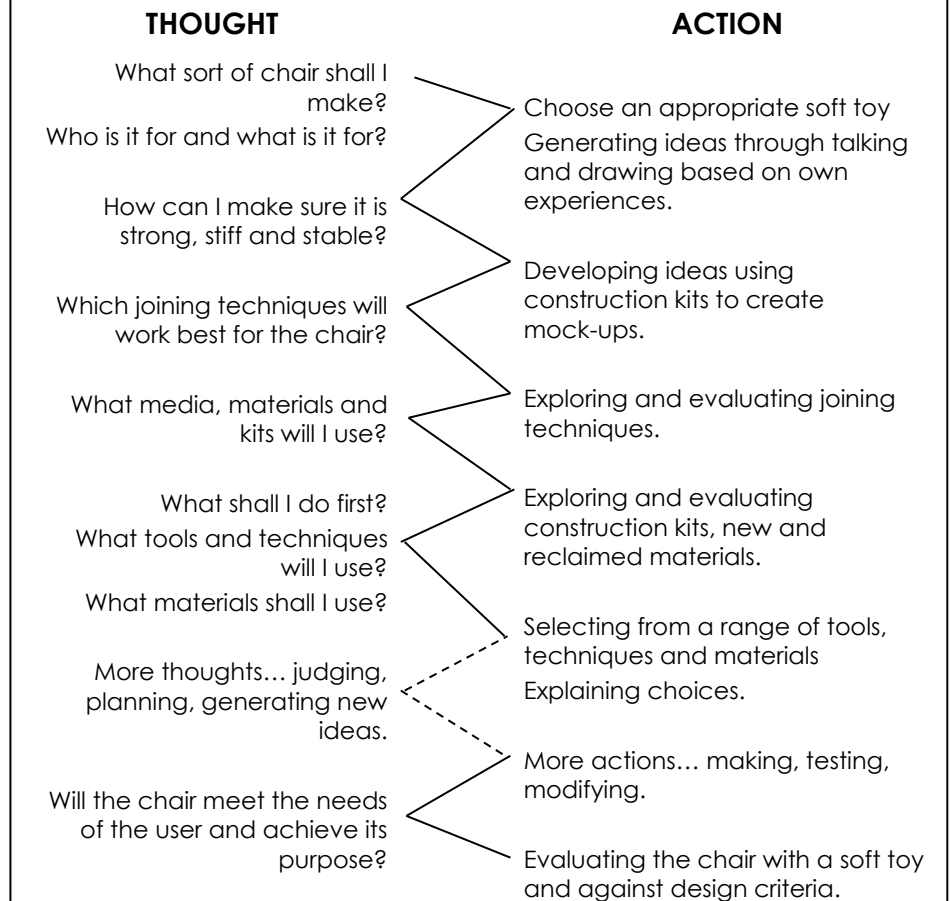 THOUGHT
ACTION
What sort of chair shall I
make?
Who is it for and what is it for?
Choose an appropriate soft toy
Generating ideas through talking
and drawing based on own
experiences.
How can I make sure it is
strong, stiff and stable?
Developing ideas using
construction kits to create
mock-ups.
Which joining techniques will
work best for the chair?
Exploring and evaluating joining
techniques.
What media, materials and
kits will I use?
Exploring and evaluating
construction kits, new and
reclaimed materials.
What shall I do first?
What tools and techniques
will I use?
What materials shall I use?
Selecting from a range of tools,
techniques and materials
Explaining choices.
More thoughts… judging,
planning, generating new
ideas.
More actions… making, testing,
modifying.
Will the chair meet the needs
of the user and achieve its
purpose?
Evaluating the chair with a soft toy
and against design criteria.